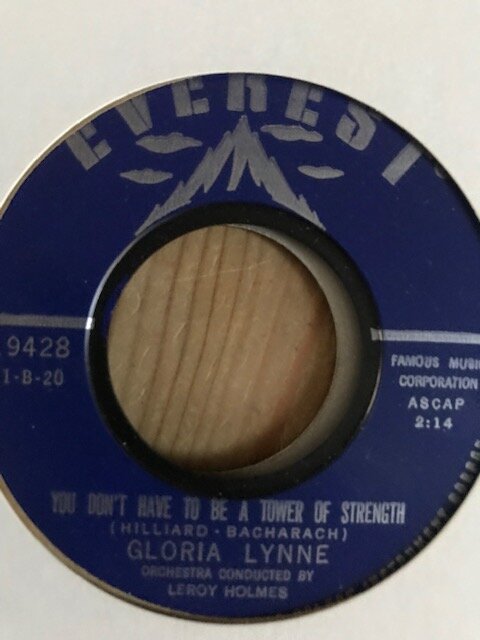 EVEREST
19428
1-B-20
FAMOUS MUSIC
CORPORATION
ASCAP
2:14
YOU DON'T HAVE TO BE A TOWER OF STRENGTH
(HILLIARD - BACHARACH)
GLORIA LYNNE
ORCHESTRA CONDUCTED BY
LEROY HOLMES